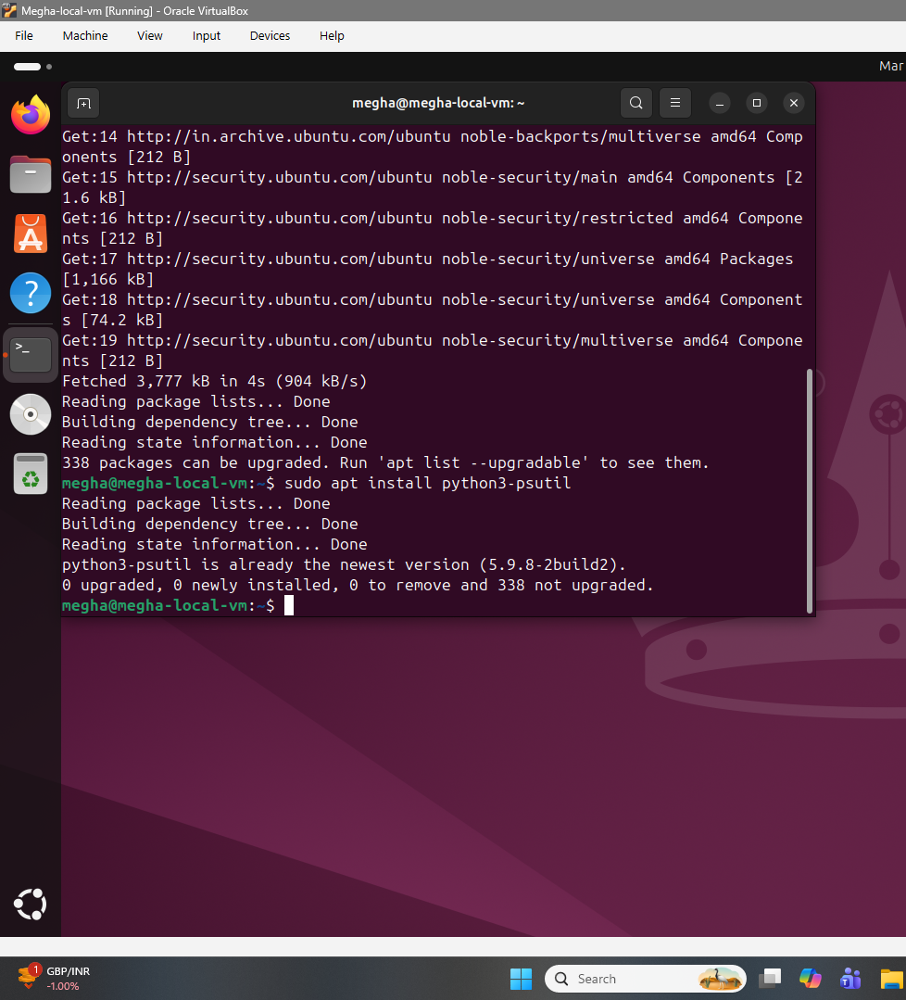 Megha-local-vm [Running] - Oracle VirtualBox
File Machine View Input Devices Help
Mar
megha@megha-local-vm: ~
Get:14 http://in.archive.ubuntu.com/ubuntu noble-backports/multiverse amd64 Comp
onents [212 B]
Get:15 http://security.ubuntu.com/ubuntu noble-security/main amd64 Components [2
1.6 kB]
Get:16 http://security.ubuntu.com/ubuntu noble-security/restricted amd64 Compone
nts [212 B]
Get:17 http://security.ubuntu.com/ubuntu noble-security/universe amd64 Packages
[1,166 kB]
Get:18 http://security.ubuntu.com/ubuntu noble-security/universe amd64 Component
s [74.2 kB]
Get:19 http://security.ubuntu.com/ubuntu noble-security/multiverse amd64 Compone
nts [212 B]
Fetched 3,777 kB in 4s (904 kB/s)
Reading package lists... Done
Building dependency tree... Done
Reading state information... Done
338 packages can be upgraded. Run 'apt list --upgradable' to see them.
megha@megha-local-vm:~$ sudo apt install python3-psutil
Reading package lists... Done
Building dependency tree... Done
Reading state information... Done
python3-psutil is already the newest version (5.9.8-2build2).
0 upgraded, 0 newly installed, 0 to remove and 338 not upgraded.
megha@megha-local-vm:~$
1
GBP/INR
-1.00%
Search